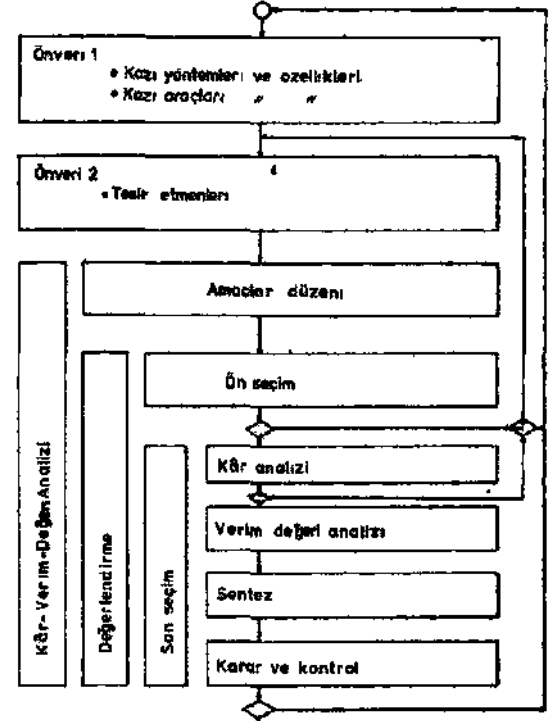 Önveri 1
• Kazı yöntemleri ve özellikleri
• Kazı araçları " "
Önveri 2
• Tesir etmenleri
Amaçlar düzeni
Ön seçim
Kâr analizi
Verim değeri analizi
Sentez
Karar ve kontrol
Kâr-Verim-Değer Analizi
Değerlendirme
Son seçim